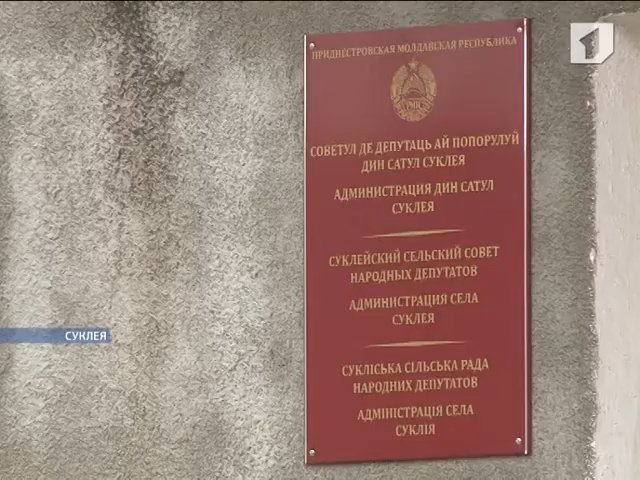 ПРИДНЕСТРОВСКАЯ МОЛДАВСКАЯ РЕСПУБЛИКА
СОВЕТУЛ ДЕ ДЕПУТАЦЬ АЙ ПОПОРУЛУЙ
ДИН САТУЛ СУКЛЕЯ
АДМИНИСТРАЦИЯ ДИН САТУЛ
СУКЛЕЯ
СУКЛЕЙСКИЙ СЕЛЬСКИЙ СОВЕТ
НАРОДНЫХ ДЕПУТАТОВ
АДМИНИСТРАЦИЯ СЕЛА
СУКЛЕЯ
СУКЛІСЬКА СІЛЬСЬКА РАДА
НАРОДНИХ ДЕПУТАТОВ
АДМІНІСТРАЦІЯ СЕЛА
СУКЛІЯ
СУКЛЕЯ
1